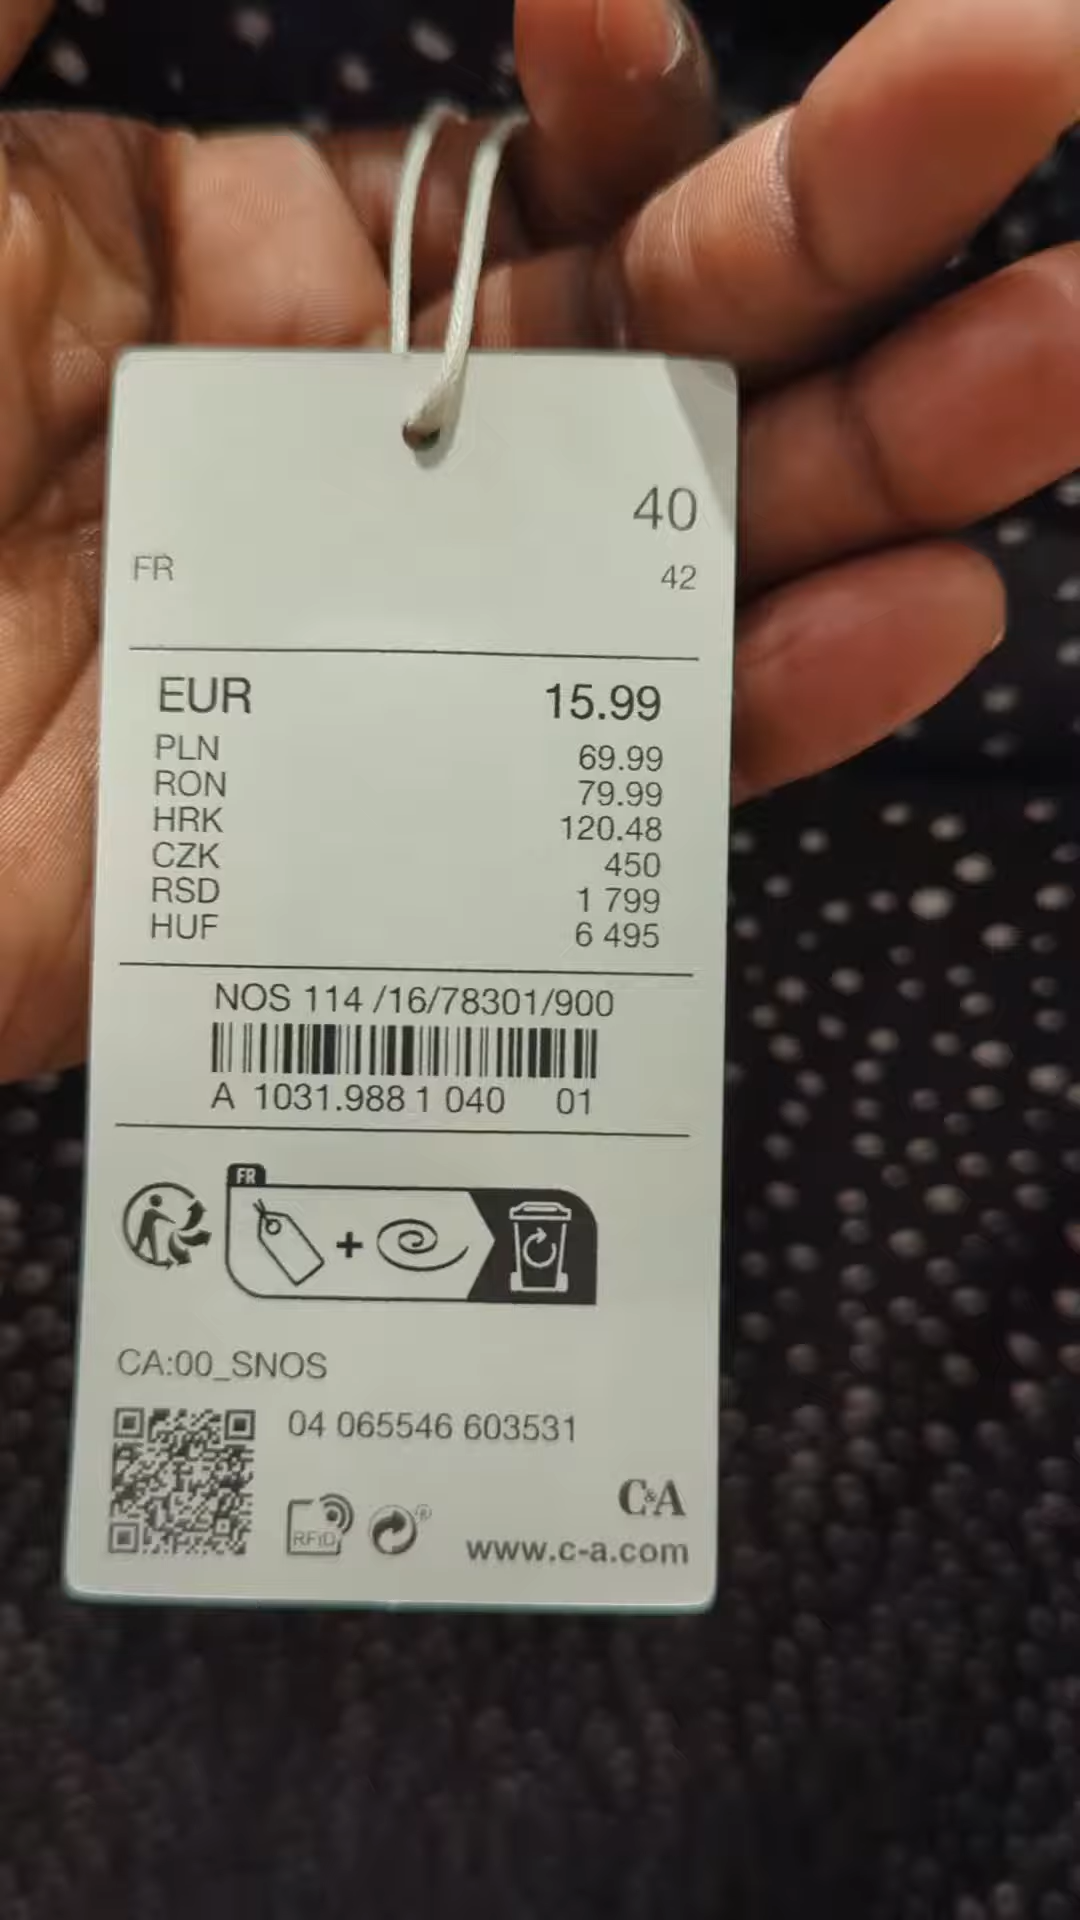 40
FR 42
EUR 15.99
PLN 69.99
RON 79.99
HRK 120.48
CZK 450
RSD 1 799
HUF 6 495
NOS 114 /16/78301/900
A 1031.988 1 040 01
FR
+
CA:00_SNOS
04 065546 603531
RFID
®
C&A
www.c-a.com